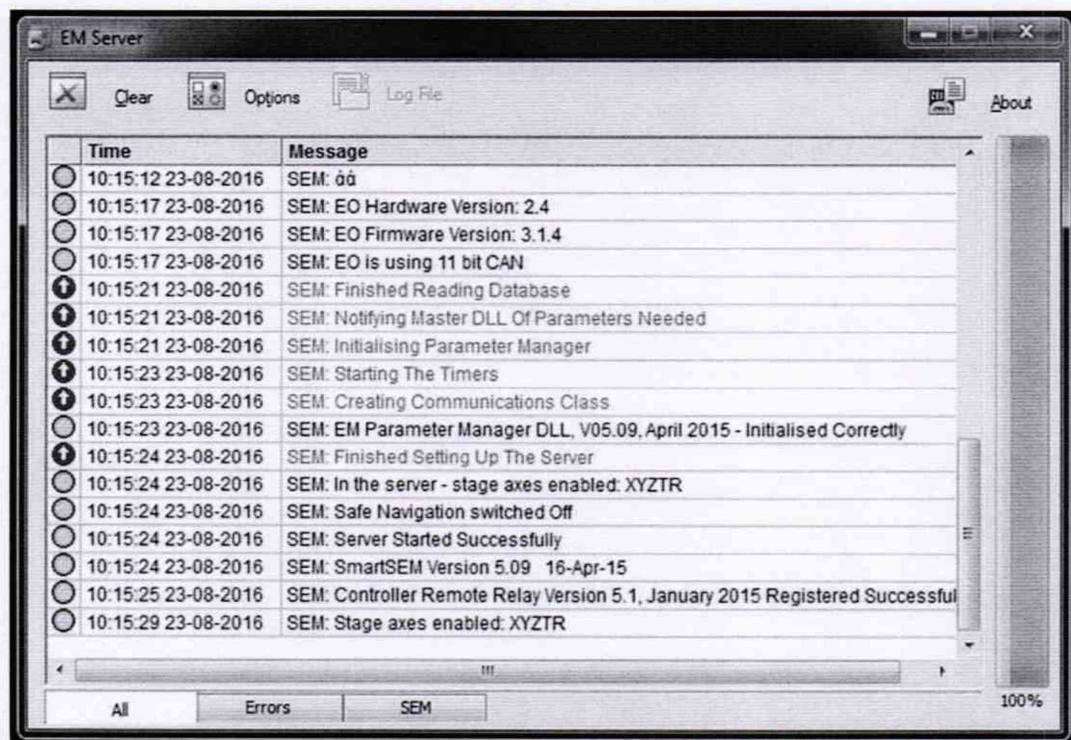 EM Server
Clear Options Log File About
Time Message
10:15:12 23-08-2016 SEM: åå
10:15:17 23-08-2016 SEM: EO Hardware Version: 2.4
10:15:17 23-08-2016 SEM: EO Firmware Version: 3.1.4
10:15:17 23-08-2016 SEM: EO is using 11 bit CAN
10:15:21 23-08-2016 SEM: Finished Reading Database
10:15:21 23-08-2016 SEM: Notifying Master DLL Of Parameters Needed
10:15:21 23-08-2016 SEM: Initialising Parameter Manager
10:15:23 23-08-2016 SEM: Starting The Timers
10:15:23 23-08-2016 SEM: Creating Communications Class
10:15:23 23-08-2016 SEM: EM Parameter Manager DLL, V05.09, April 2015 - Initialised Correctly
10:15:24 23-08-2016 SEM: Finished Setting Up The Server
10:15:24 23-08-2016 SEM: In the server - stage axes enabled: XYZTR
10:15:24 23-08-2016 SEM: Safe Navigation switched Off
10:15:24 23-08-2016 SEM: Server Started Successfully
10:15:24 23-08-2016 SEM: SmartSEM Version 5.09 16-Apr-15
10:15:25 23-08-2016 SEM: Controller Remote Relay Version 5.1, January 2015 Registered Successful
10:15:29 23-08-2016 SEM: Stage axes enabled: XYZTR
All Errors SEM 100%